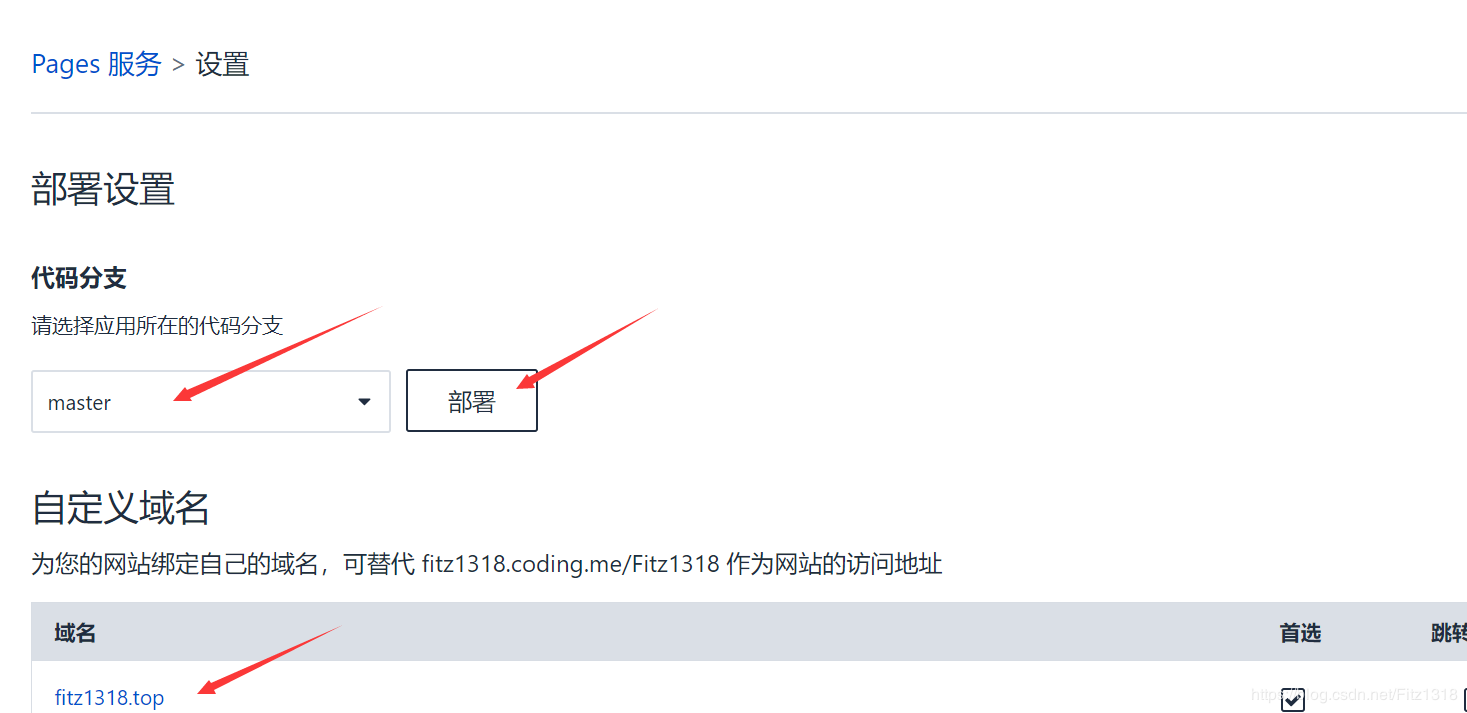 Pages 服务 > 设置
部署设置
代码分支
请选择应用所在的代码分支
master 部署
自定义域名
为您的网站绑定自己的域名，可替代 fitz1318.coding.me/Fitz1318 作为网站的访问地址
域名 首选 跳转
fitz1318.top
https://blog.csdn.net/Fitz1318